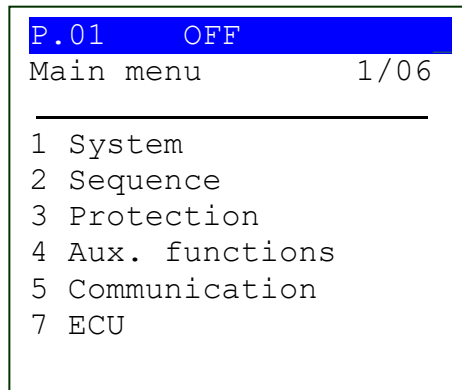 P.01 OFF _
Main menu 1/06
1 System
2 Sequence
3 Protection
4 Aux. functions
5 Communication
7 ECU